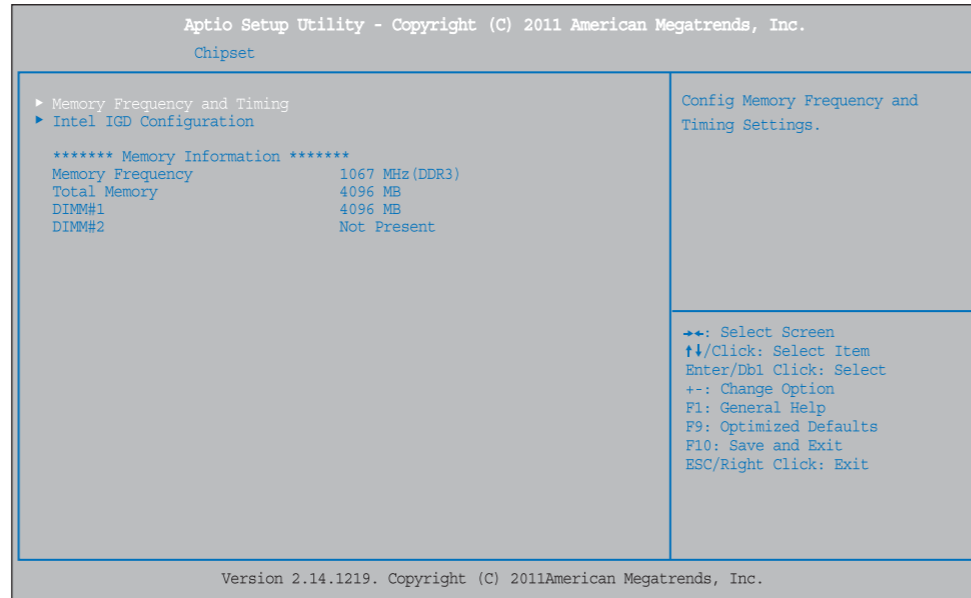 Aptio Setup Utility - Copyright (C) 2011 American Megatrends, Inc.
Chipset
▶ Memory Frequency and Timing
▶ Intel IGD Configuration
******* Memory Information *******
Memory Frequency 1067 MHz(DDR3)
Total Memory 4096 MB
DIMM#1 4096 MB
DIMM#2 Not Present
Config Memory Frequency and
Timing Settings.
→←: Select Screen
↑↓/Click: Select Item
Enter/Dbl Click: Select
+-: Change Option
F1: General Help
F9: Optimized Defaults
F10: Save and Exit
ESC/Right Click: Exit
Version 2.14.1219. Copyright (C) 2011American Megatrends, Inc.